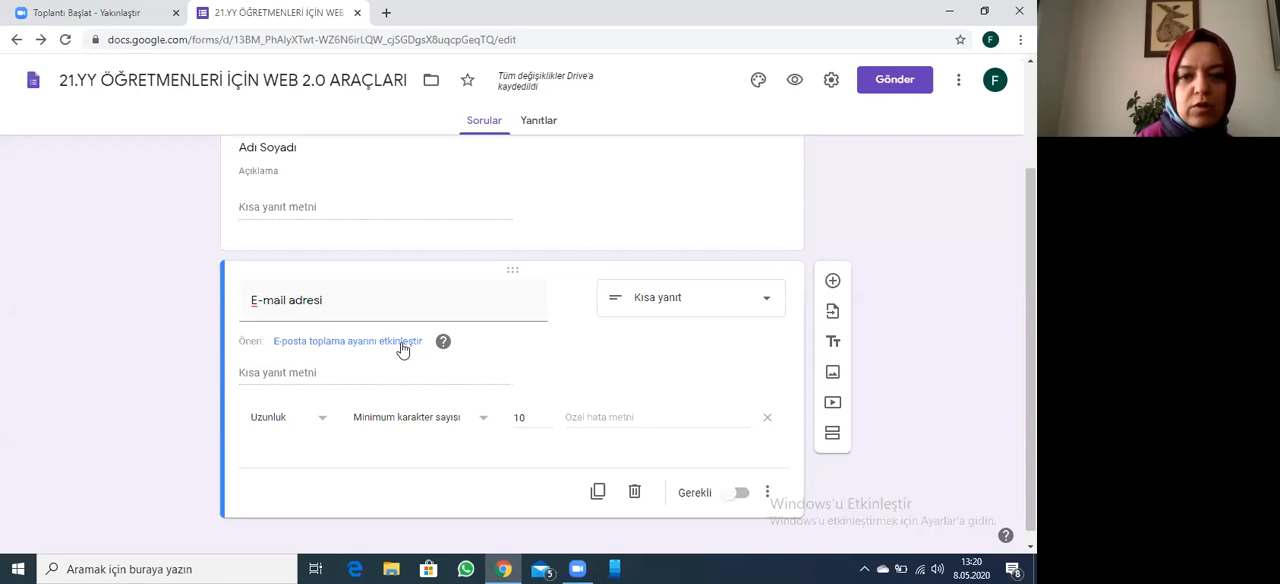 Toplantı Başlat - Yakınlaştır
21.YY ÖĞRETMENLERİ İÇİN WEB
docs.google.com/forms/d/13BM_PhAlyXTwt-WZ6N6irLQW_cjSGDgsX8uqcpGeqTQ/edit
21.YY ÖĞRETMENLERİ İÇİN WEB 2.0 ARAÇLARI
Tüm değişiklikler Drive'a
kaydedildi
Gönder
F
F
Sorular
Yanıtlar
Adı Soyadı
Açıklama
Kısa yanıt metni
E-mail adresi
Kısa yanıt
Öneri: E-posta toplama ayarını etkinleştir
Kısa yanıt metni
Uzunluk
Minimum karakter sayısı
10
Özel hata metni
Gerekli
Windows'u Etkinleştir
Windows'u etkinleştirmek için Ayarlar'a gidin.
Aramak için buraya yazın
5
13:20
8.05.2020
8